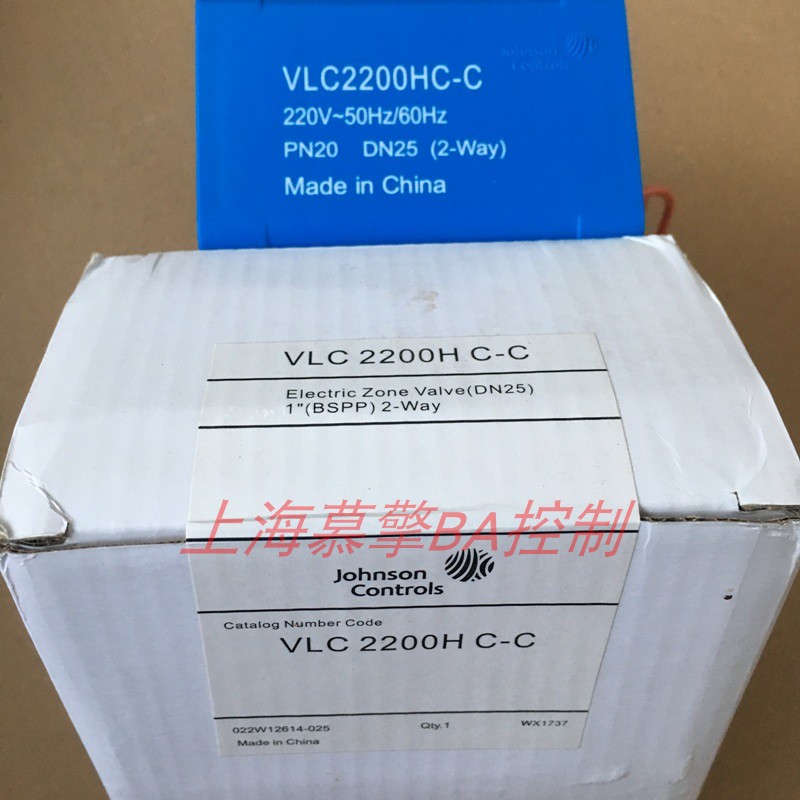 Johnson
Controls
VLC2200HC-C
220V~50Hz/60Hz
PN20 DN25 (2-Way)
Made in China
VLC 2200H C-C
Electric Zone Valve(DN25)
1"(BSPP) 2-Way
上海慕擎BA控制
Johnson
Controls
Catalog Number Code
VLC 2200H C-C
022W12614-025 Qty.1 WX1737
Made in China